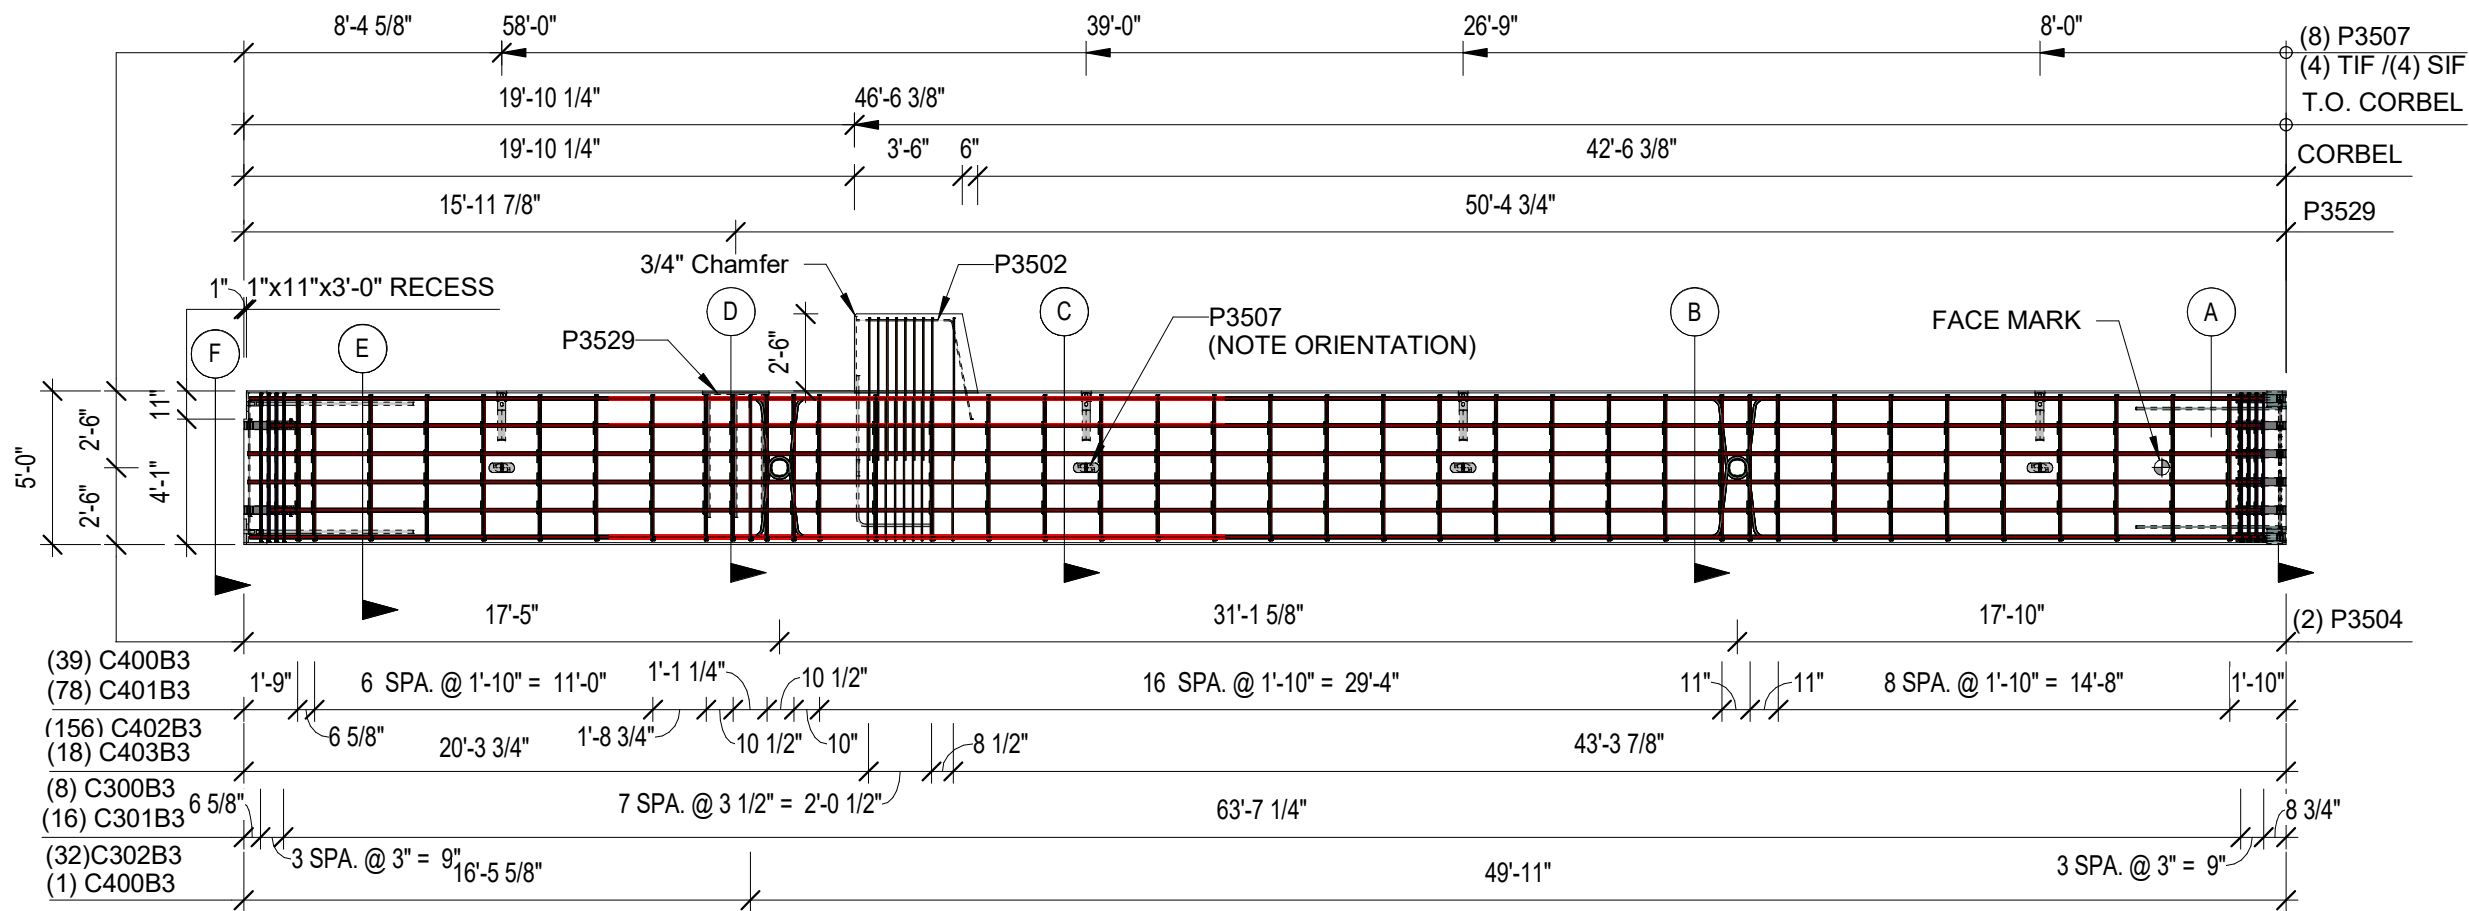 8'-4 5/8" 58'-0" 39'-0" 26'-9" 8'-0"
(8) P3507
(4) TIF /(4) SIF
19'-10 1/4" 46'-6 3/8" T.O. CORBEL
19'-10 1/4" 3'-6" 6" 42'-6 3/8" CORBEL
15'-11 7/8" 50'-4 3/4" P3529
3/4" Chamfer P3502
1" 1"x11"x3'-0" RECESS
F E D C B A
P3529
2'-6"
P3507
(NOTE ORIENTATION)
FACE MARK
5'-0" 2'-6" 2'-6" 11" 4'-1"
17'-5" 31'-1 5/8" 17'-10" (2) P3504
(39) C400B3
(78) C401B3
1'-9" 6 SPA. @ 1'-10" = 11'-0" 1'-1 1/4" 10 1/2" 16 SPA. @ 1'-10" = 29'-4" 11" 11" 8 SPA. @ 1'-10" = 14'-8" 1'-10"
(156) C402B3
6 5/8" 1'-8 3/4" 10 1/2" 10"
(18) C403B3
20'-3 3/4" 8 1/2" 43'-3 7/8"
(8) C300B3
(16) C301B3
6 5/8" 7 SPA. @ 3 1/2" = 2'-0 1/2" 63'-7 1/4" 8 3/4"
(32)C302B3
3 SPA. @ 3" = 9" 3 SPA. @ 3" = 9"
(1) C400B3
16'-5 5/8" 49'-11"